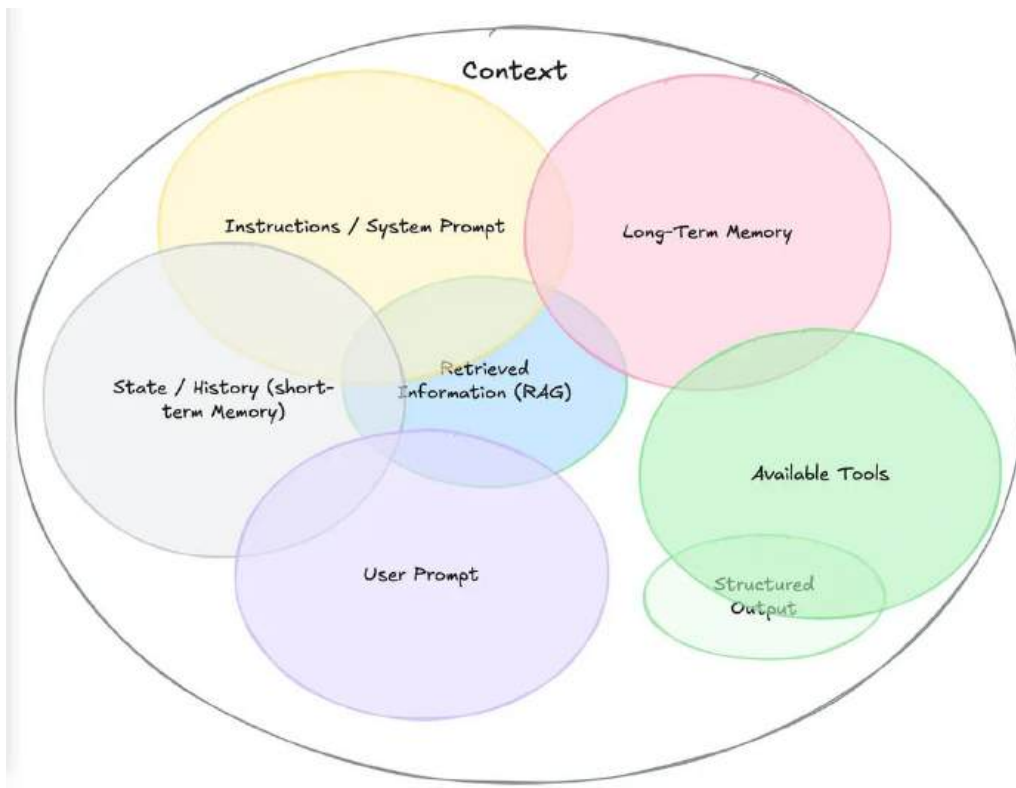 Context
Instructions / System Prompt
Long-Term Memory
Retrieved
Information (RAG)
State / History (short-
term Memory)
Available Tools
User Prompt
Structured
Output